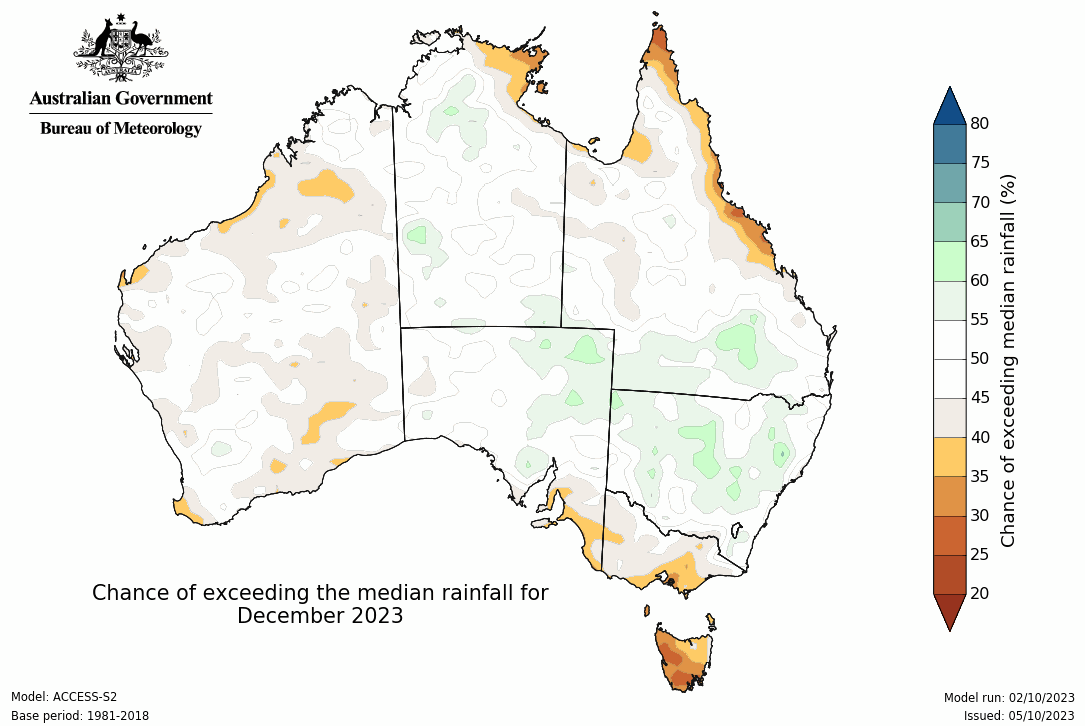 Australian Government
Bureau of Meteorology
80
75
70
65
60
55
50
45
40
35
30
25
20
Chance of exceeding median rainfall (%)
Chance of exceeding the median rainfall for
December 2023
Model: ACCESS-S2
Base period: 1981-2018
Model run: 02/10/2023
Issued: 05/10/2023